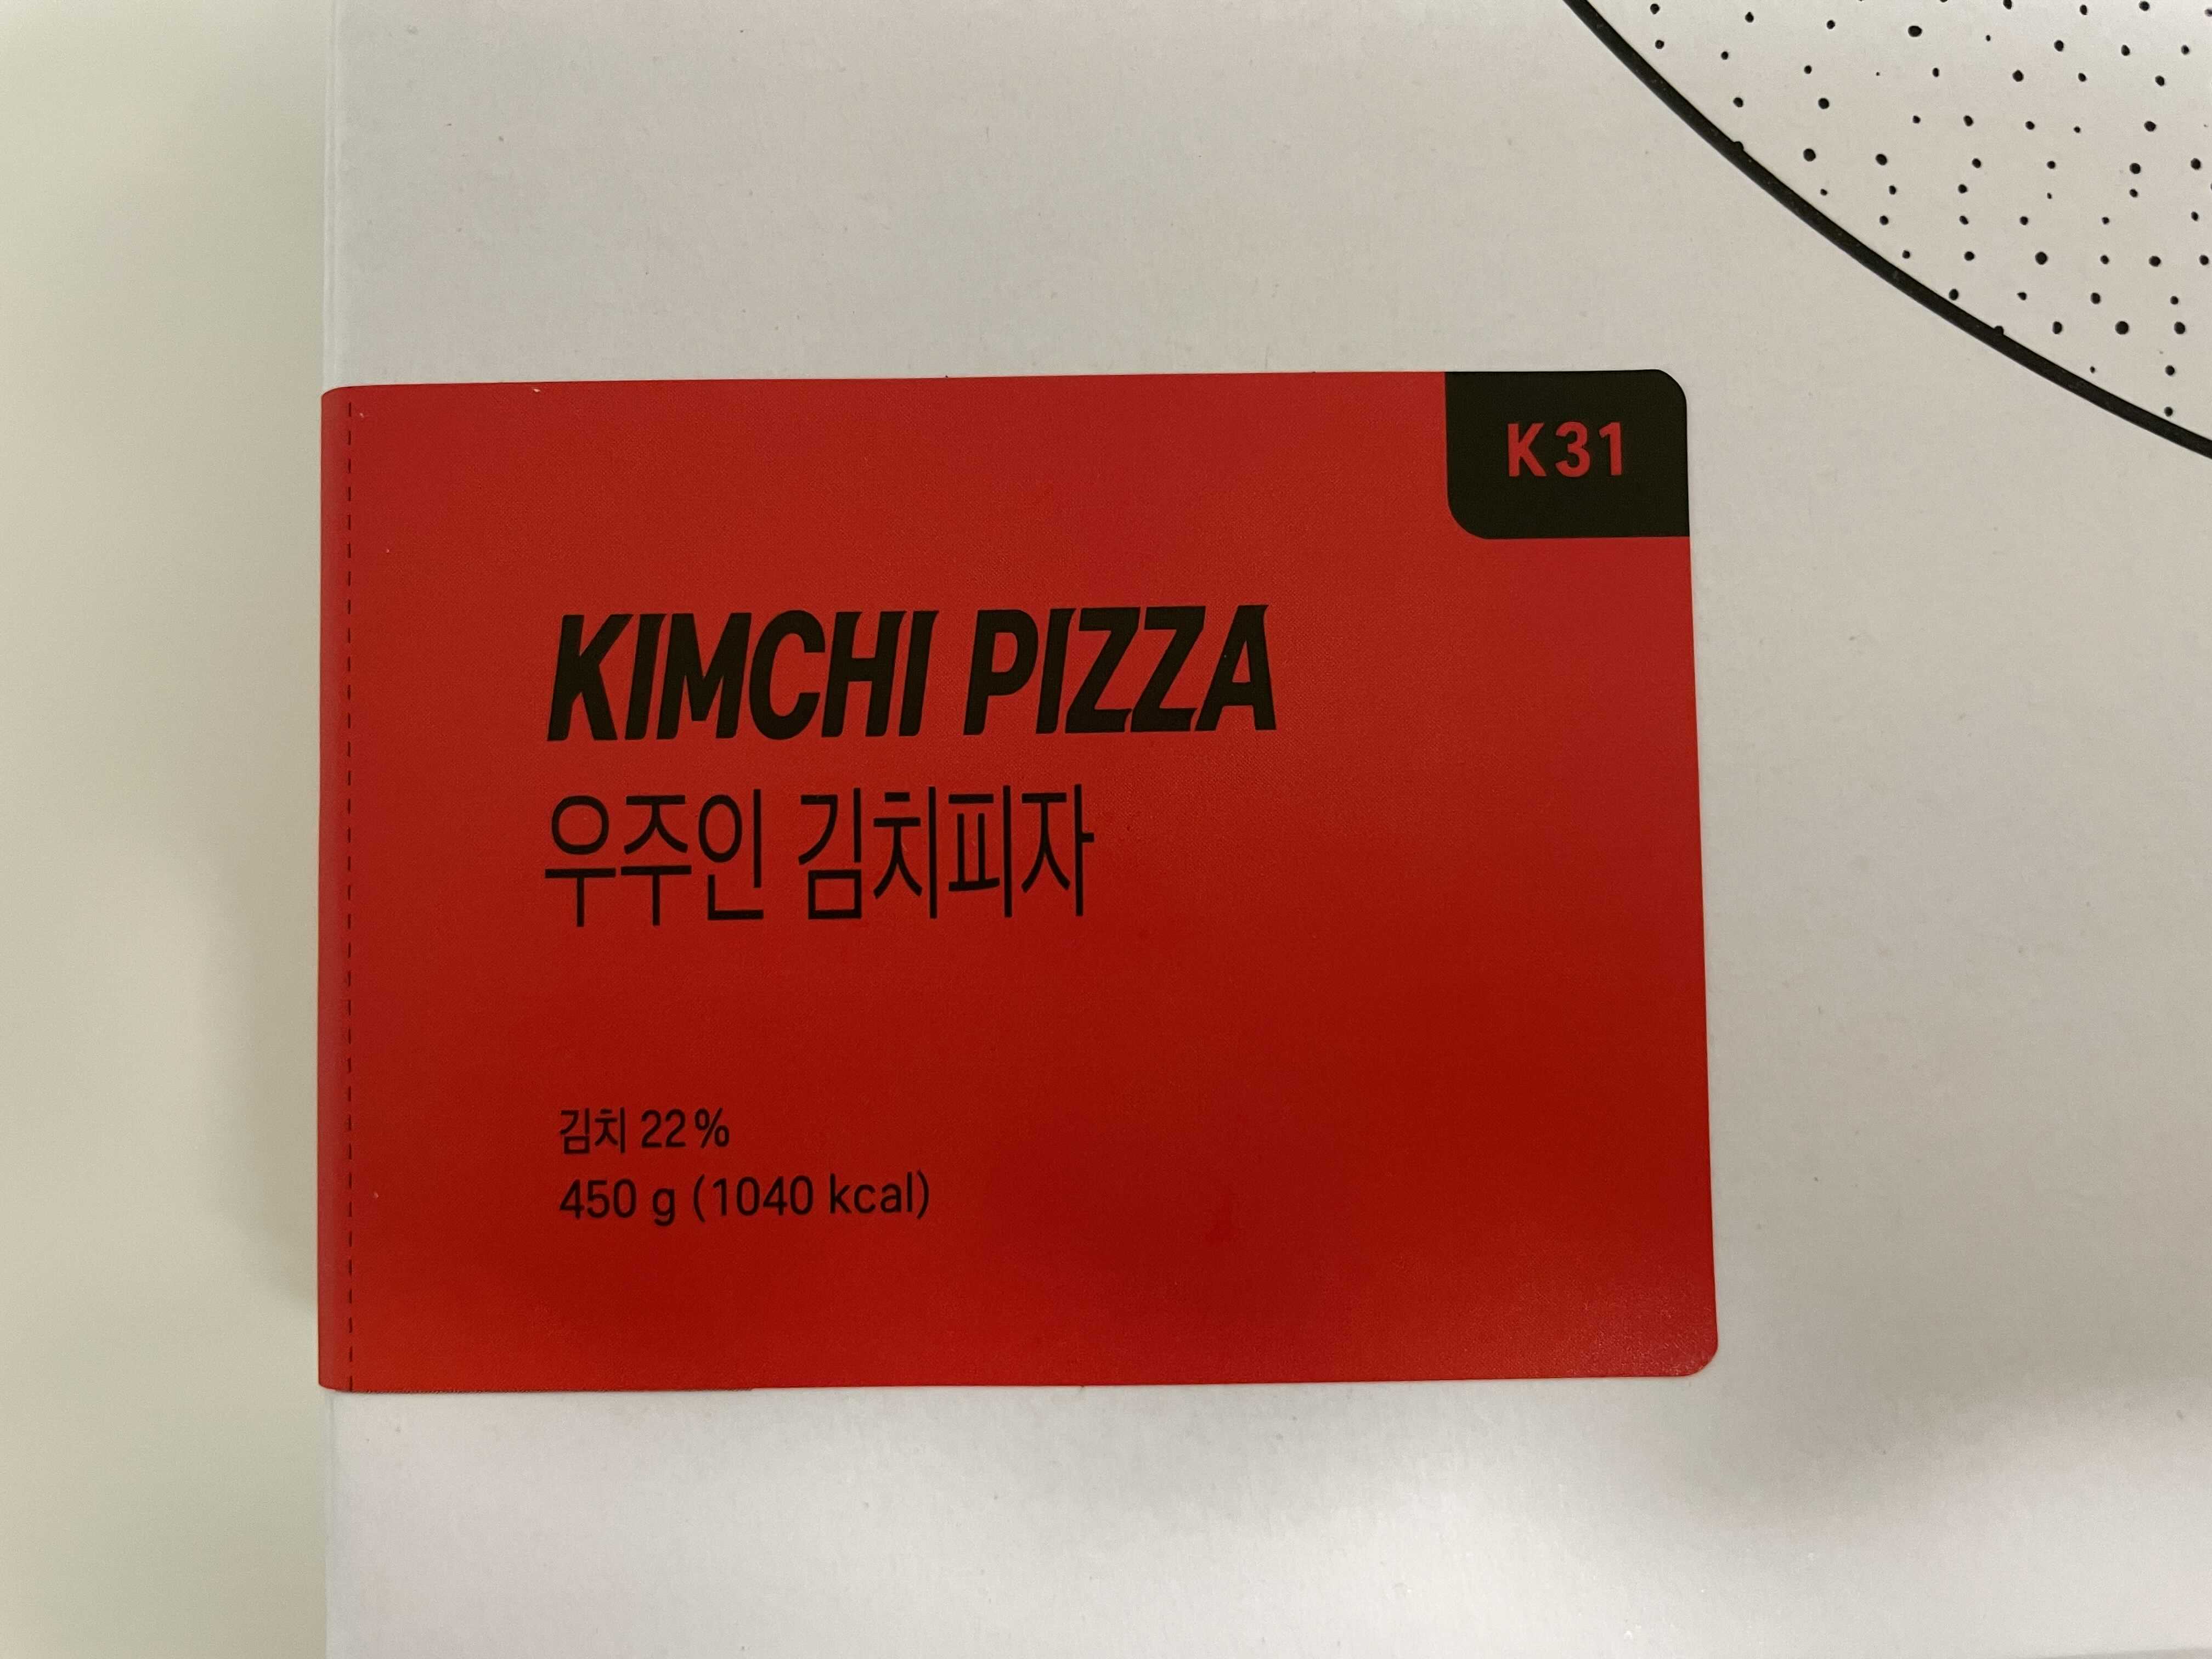 K31
KIMCHI PIZZA
우주인 김치피자
김치 22%
450 g (1040 kcal)